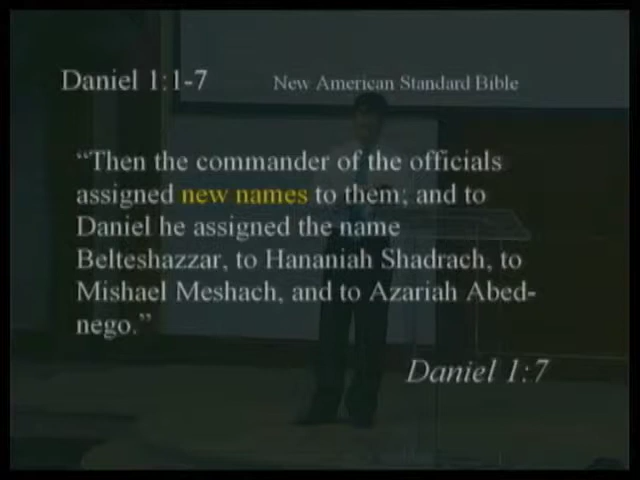 Daniel 1:1-7 New American Standard Bible
“Then the commander of the officials
assigned new names to them; and to
Daniel he assigned the name
Belteshazzar, to Hananiah Shadrach, to
Mishael Meshach, and to Azariah Abed-
nego.”
Daniel 1:7